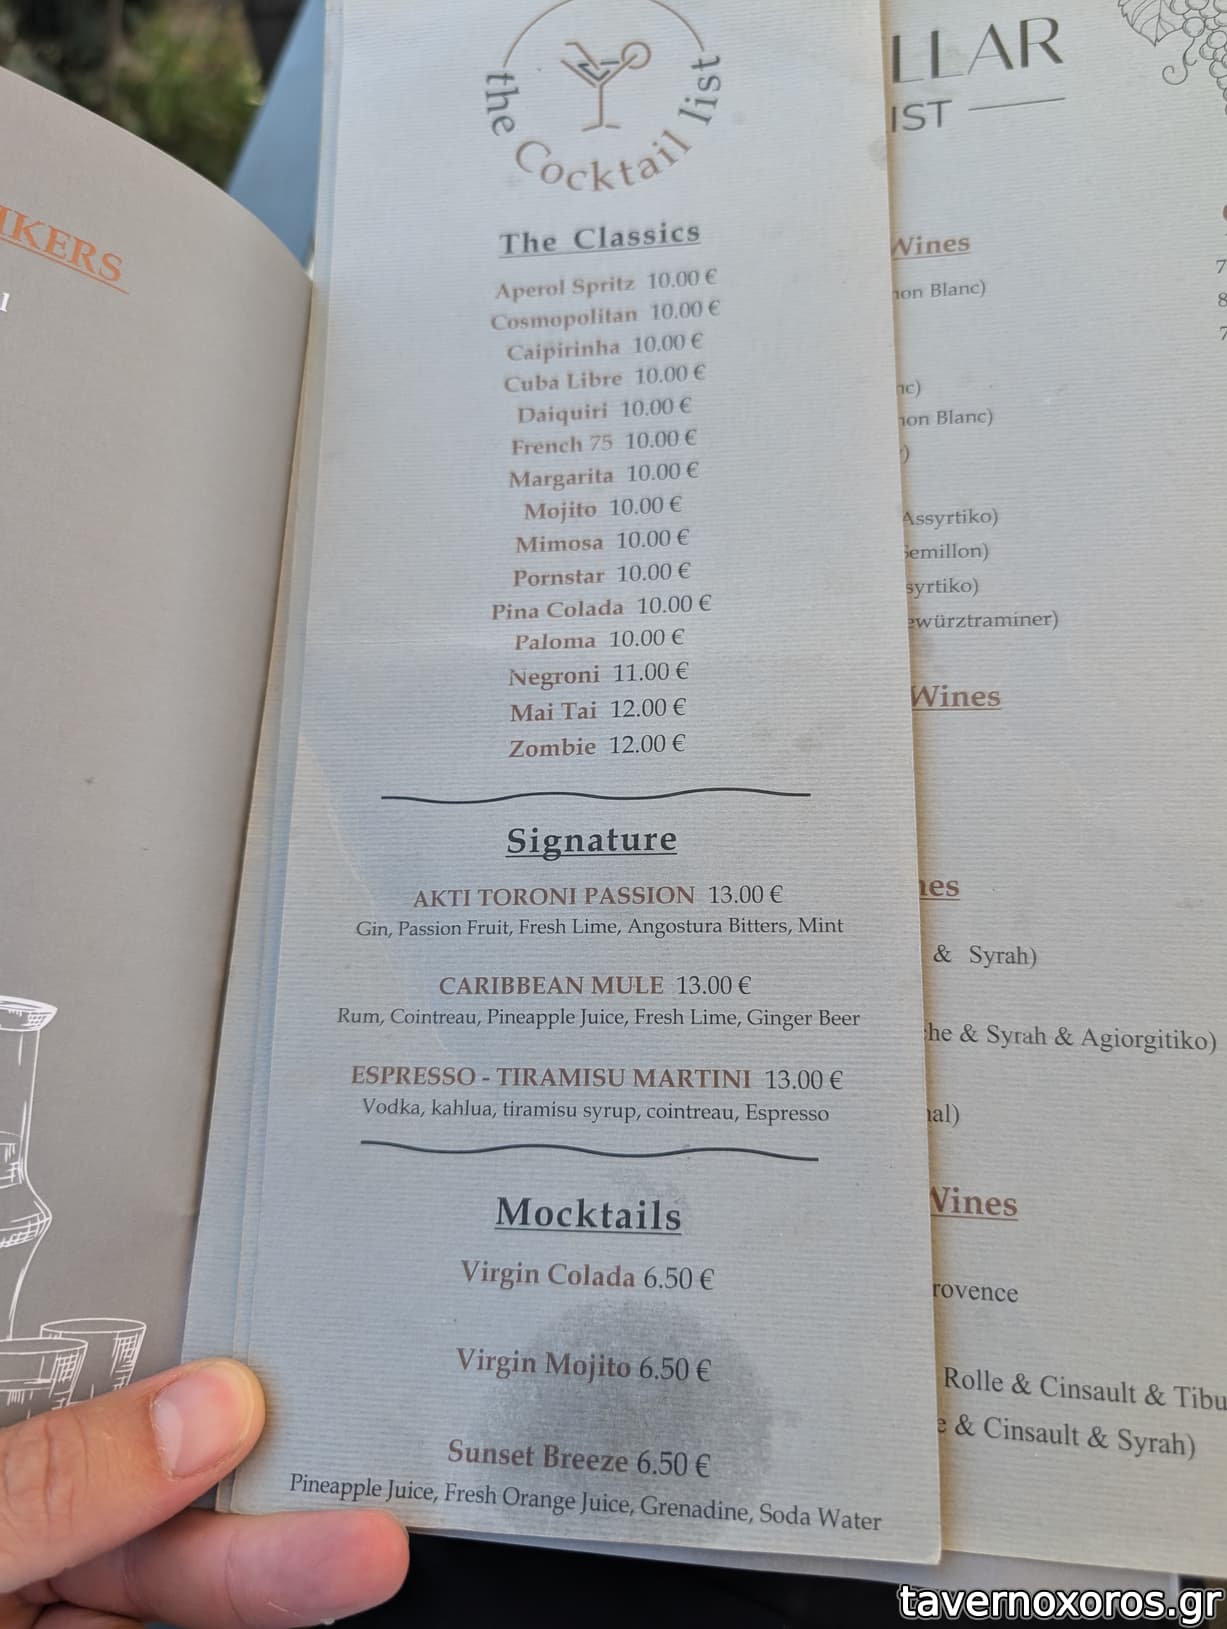 the Cocktail list
The Classics
Aperol Spritz 10.00 €
Cosmopolitan 10.00 €
Caipirinha 10.00 €
Cuba Libre 10.00 €
Daiquiri 10.00 €
French 75 10.00 €
Margarita 10.00 €
Mojito 10.00 €
Mimosa 10.00 €
Pornstar 10.00 €
Pina Colada 10.00 €
Paloma 10.00 €
Negroni 11.00 €
Mai Tai 12.00 €
Zombie 12.00 €
Signature
AKTI TORONI PASSION 13.00 €
Gin, Passion Fruit, Fresh Lime, Angostura Bitters, Mint
CARIBBEAN MULE 13.00 €
Rum, Cointreau, Pineapple Juice, Fresh Lime, Ginger Beer
ESPRESSO - TIRAMISU MARTINI 13.00 €
Vodka, kahlua, tiramisu syrup, cointreau, Espresso
Mocktails
Virgin Colada 6.50 €
Virgin Mojito 6.50 €
Sunset Breeze 6.50 €
Pineapple Juice, Fresh Orange Juice, Grenadine, Soda Water
Wines
Blanc)
Blanc)
Assyrtiko)
Wines
& Syrah)
& Syrah & Agiorgitiko)
Wines
Rolle & Cinsault &
& Cinsault & Syrah)
tavernoxoros.gr